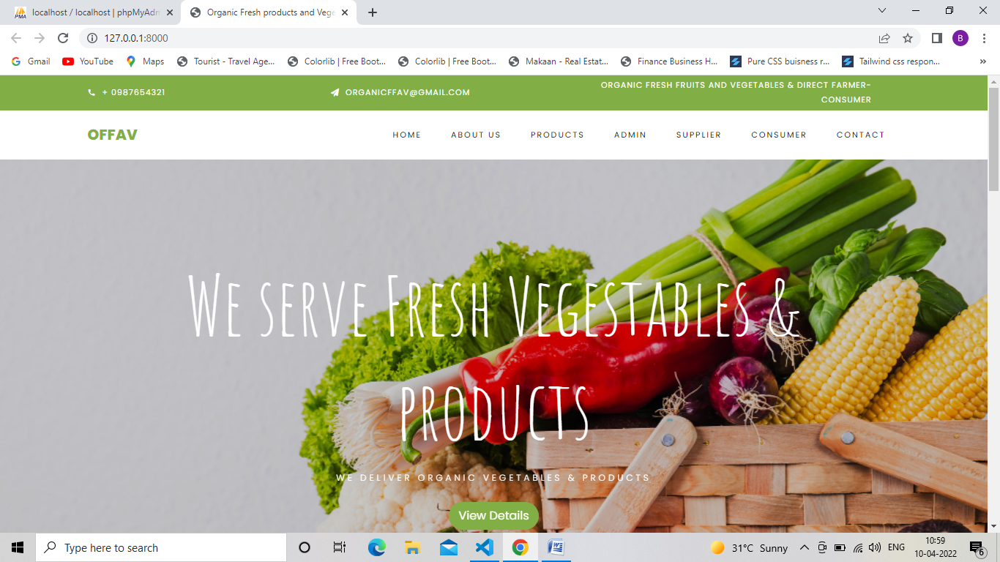 localhost / localhost | phpMyAdm
Organic Fresh products and Vege
127.0.0.1:8000
B
Gmail
YouTube
Maps
Tourist - Travel Age...
Colorlib | Free Boot...
Colorlib | Free Boot...
Makaan - Real Estat...
Finance Business H...
Pure CSS buisness r...
Tailwind css respon...
»
+ 0987654321
ORGANICFFAV@GMAIL.COM
ORGANIC FRESH FRUITS AND VEGETABLES & DIRECT FARMER-
CONSUMER
OFFAV
HOME
ABOUT US
PRODUCTS
ADMIN
SUPPLIER
CONSUMER
CONTACT
WE SERVE FRESH VEGESTABLES &
PRODUCTS
WE DELIVER ORGANIC VEGETABLES & PRODUCTS
View Details
Type here to search
31°C Sunny
ENG
10:59
10-04-2022
6